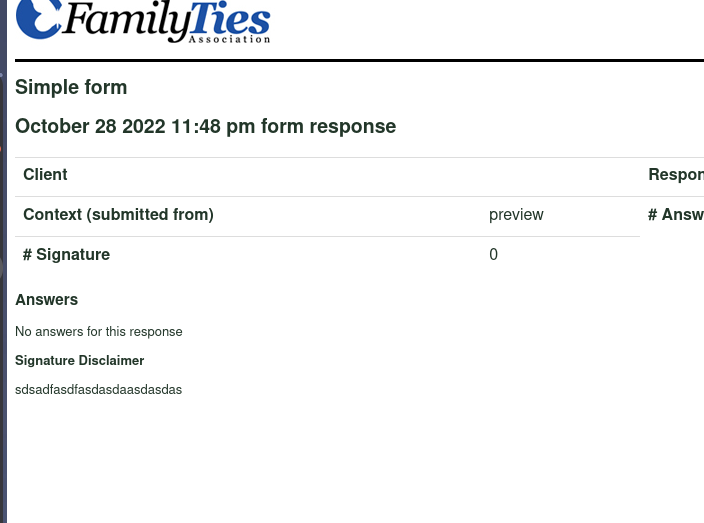 FamilyTies
Association
Simple form
October 28 2022 11:48 pm form response
Client Respon
Context (submitted from) preview # Answ
# Signature 0
Answers
No answers for this response
Signature Disclaimer
sdsadfasdfasdasdaasdasdas